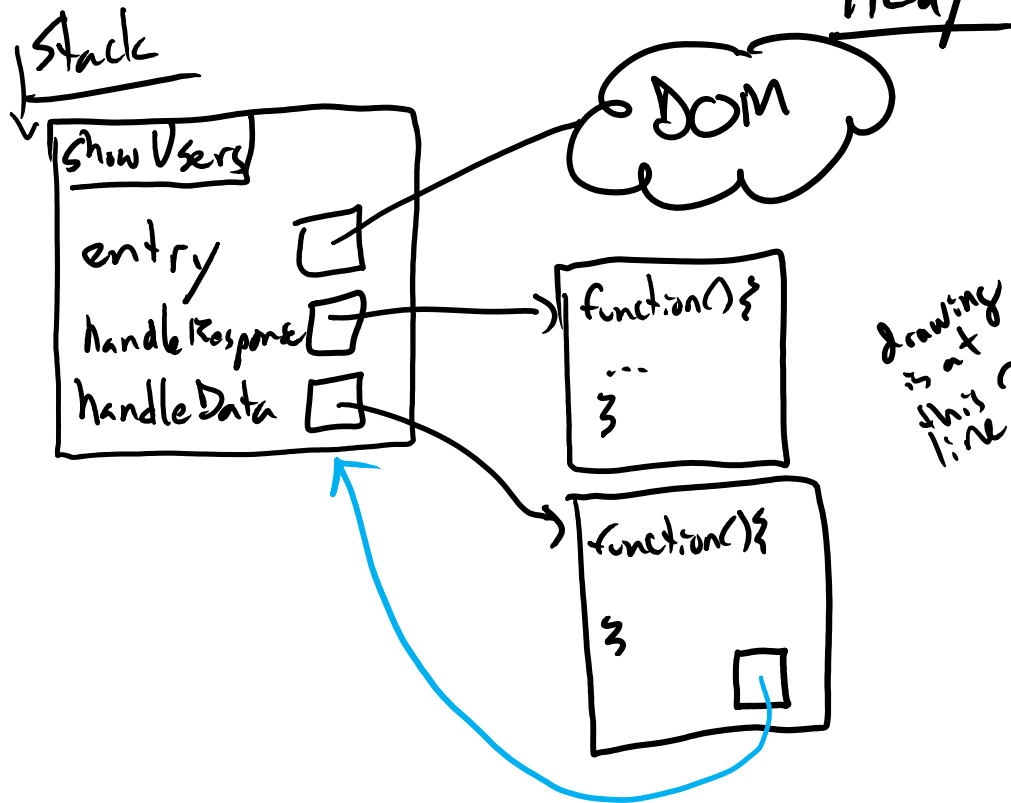 Stack
DOM
showUsers
entry
handleResponse
handleData
function(){
...
}
function(){
}
drawing
is at
this
line